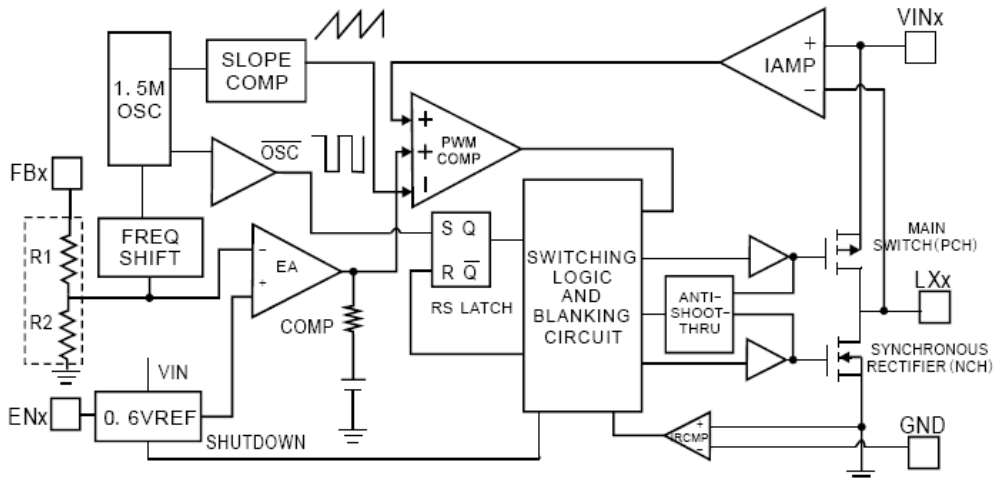 VINx
+
−
IAMP
1.5M
OSC
SLOPE
COMP
+
+
−
PWM
COMP
OSC
FBx
R1
R2
FREQ
SHIFT
−
+
EA
COMP
S Q
R Q
RS LATCH
SWITCHING
LOGIC
AND
BLANKING
CIRCUIT
ANTI-
SHOOT-
THRU
MAIN
SWITCH(PCH)
LXx
SYNCHRONOUS
RECTIFIER(NCH)
VIN
ENx
0.6VREF
SHUTDOWN
+
−
IRCMP
GND